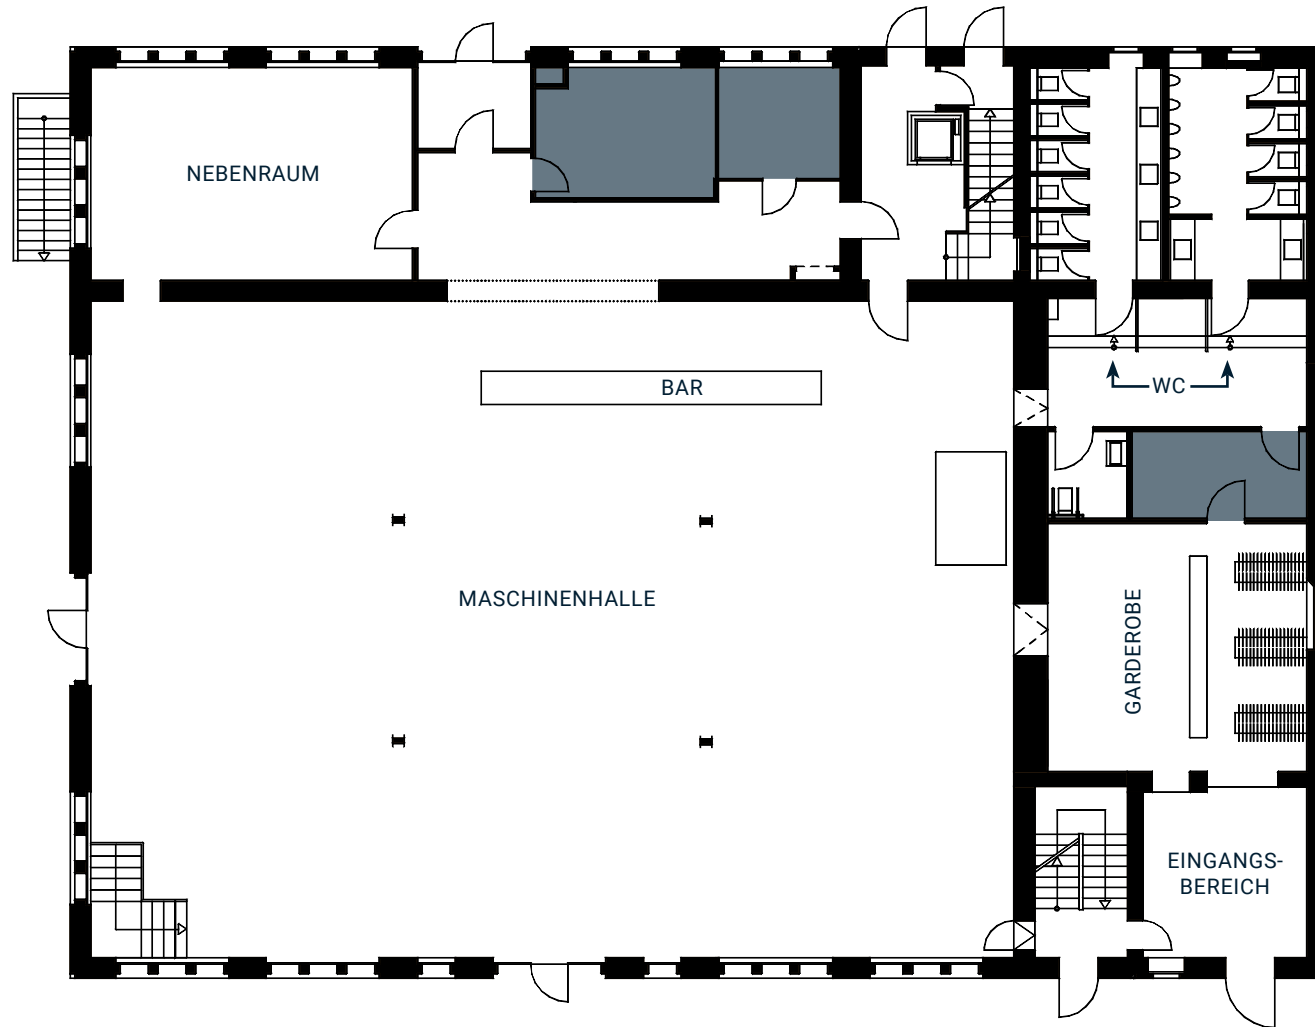 NEBENRAUM
BAR
WC
MASCHINENHALLE
GARDEROBE
EINGANGS-
BEREICH